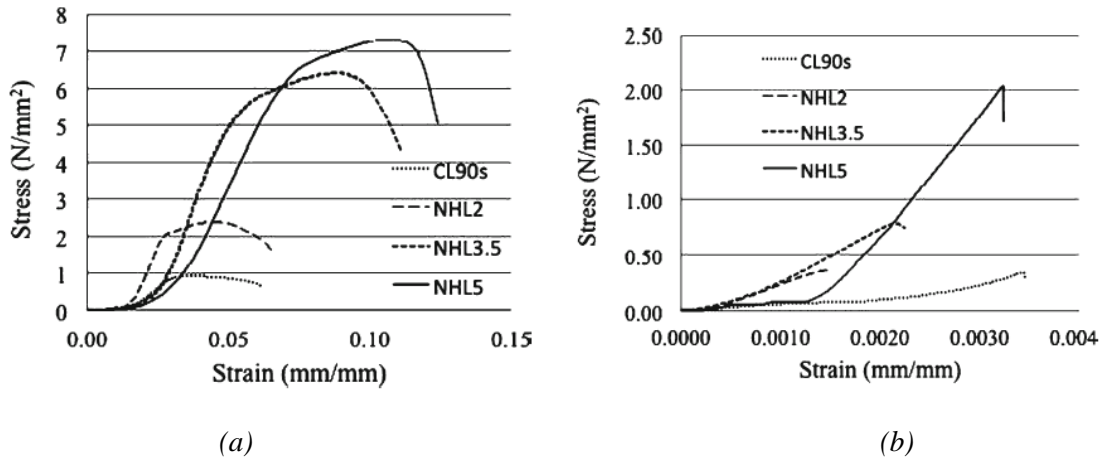 8
7
6
5
4
3
2
1
0
Stress (N/mm²)
CL90s
NHL2
NHL3.5
NHL5
0.00 0.05 0.10 0.15
Strain (mm/mm)
(a)
2.50
2.00
1.50
1.00
0.50
0.00
Stress (N/mm²)
CL90s
NHL2
NHL3.5
NHL5
0.0000 0.0010 0.0020 0.0030 0.004
Strain (mm/mm)
(b)